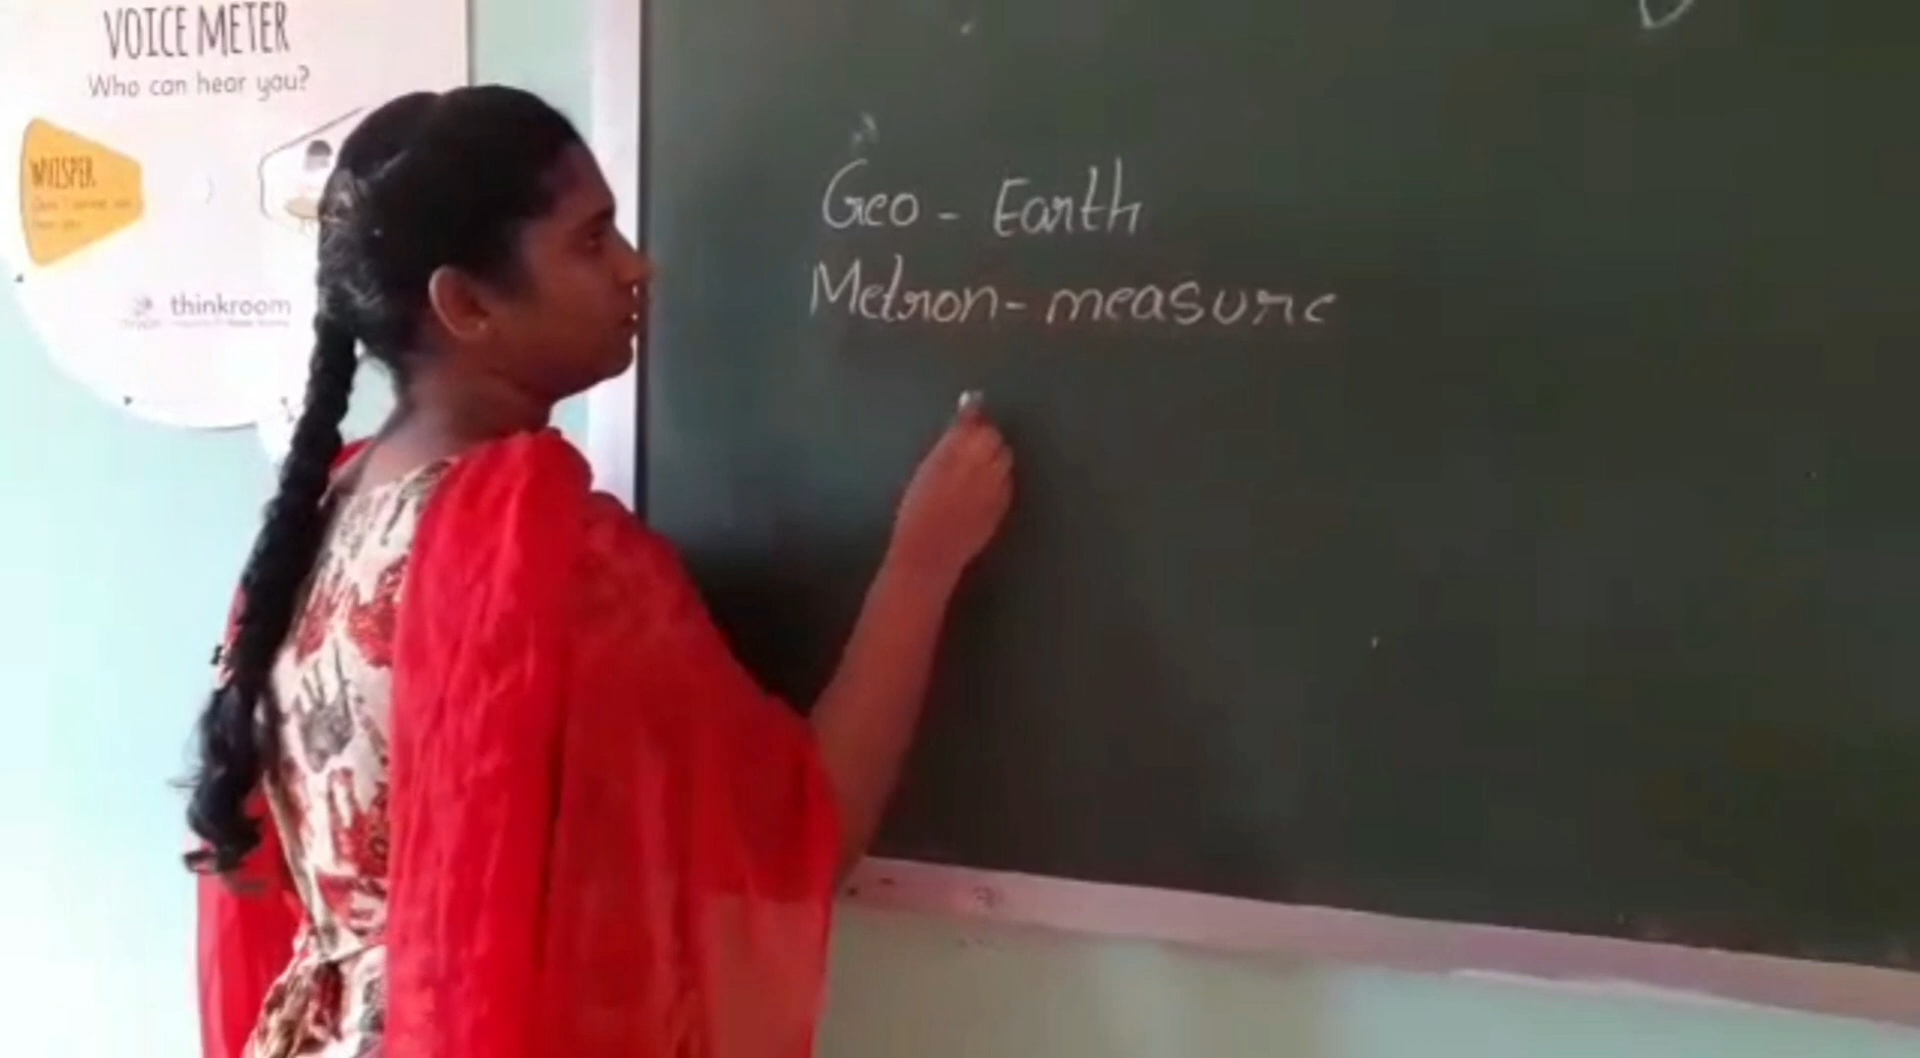 VOICE METER
Who can hear you?
WHISPER
thinkroom
Geo - Earth
Metron - measure